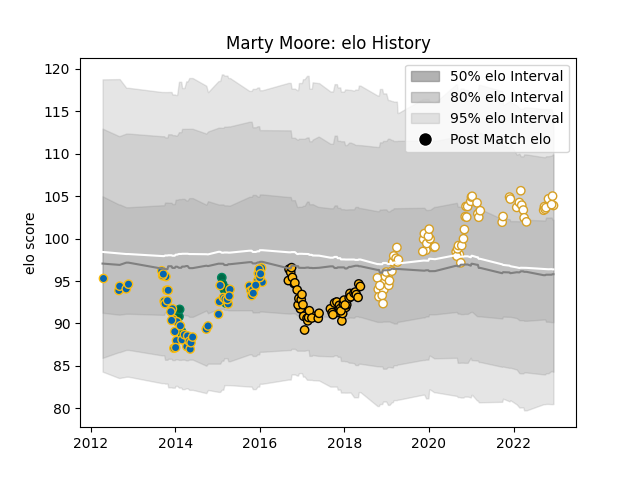 Marty Moore: elo History
50% elo Interval
80% elo Interval
95% elo Interval
Post Match elo
elo score
120
115
110
105
100
95
90
85
80
2012
2014
2016
2018
2020
2022